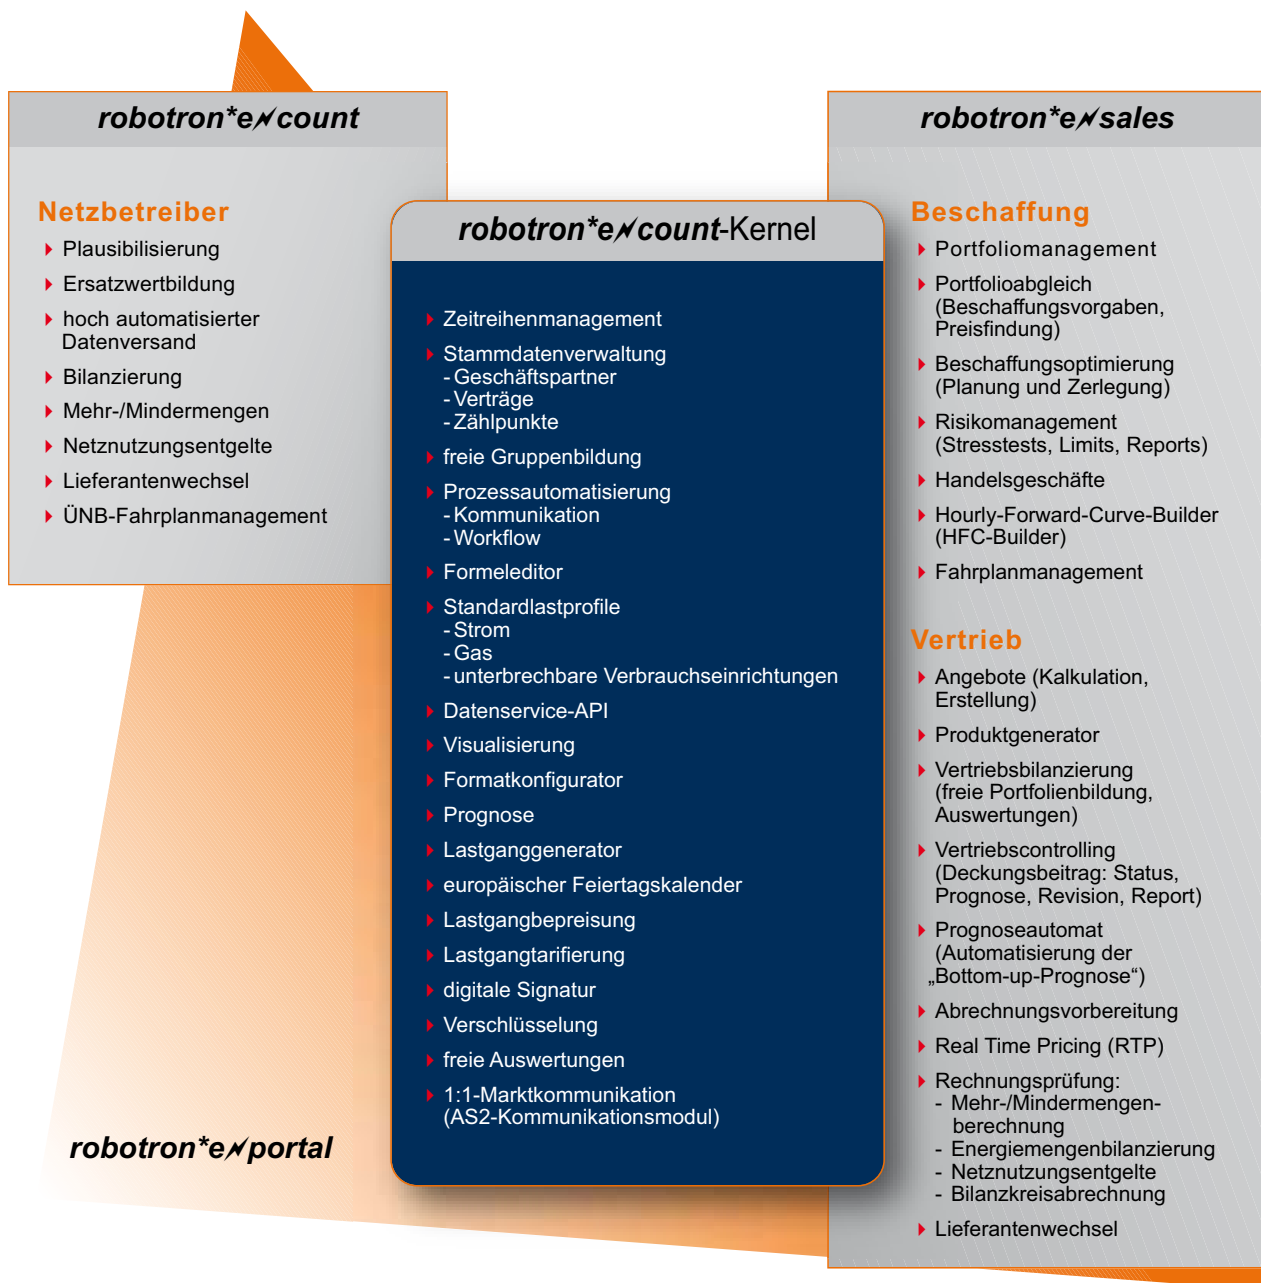 robotron*e count
Netzbetreiber
Plausibilisierung
Ersatzwertbildung
hoch automatisierter
Datenversand
Bilanzierung
Mehr-/Mindermengen
Netznutzungsentgelte
Lieferantenwechsel
ÜNB-Fahrplanmanagement
robotron*e count-Kernel
Zeitreihenmanagement
Stammdatenverwaltung
- Geschäftspartner
- Verträge
- Zählpunkte
freie Gruppenbildung
Prozessautomatisierung
- Kommunikation
- Workflow
Formeleditor
Standardlastprofile
- Strom
- Gas
- unterbrechbare Verbrauchseinrichtungen
Datenservice-API
Visualisierung
Formatkonfigurator
Prognose
Lastganggenerator
europäischer Feiertagskalender
Lastgangbepreisung
Lastgangtarifierung
digitale Signatur
Verschlüsselung
freie Auswertungen
1:1-Marktkommunikation
(AS2-Kommunikationsmodul)
robotron*e sales
Beschaffung
Portfoliomanagement
Portfolioabgleich
(Beschaffungsvorgaben,
Preisfindung)
Beschaffungsoptimierung
(Planung und Zerlegung)
Risikomanagement
(Stresstests, Limits, Reports)
Handelsgeschäfte
Hourly-Forward-Curve-Builder
(HFC-Builder)
Fahrplanmanagement
Vertrieb
Angebote (Kalkulation,
Erstellung)
Produktgenerator
Vertriebsbilanzierung
(freie Portfolienbildung,
Auswertungen)
Vertriebscontrolling
(Deckungsbeitrag: Status,
Prognose, Revision, Report)
Prognoseautomat
(Automatisierung der
„Bottom-up-Prognose“)
Abrechnungsvorbereitung
Real Time Pricing (RTP)
Rechnungsprüfung:
- Mehr-/Mindermengen-
berechnung
- Energiemengenbilanzierung
- Netznutzungsentgelte
- Bilanzkreisabrechnung
Lieferantenwechsel
robotron*e portal